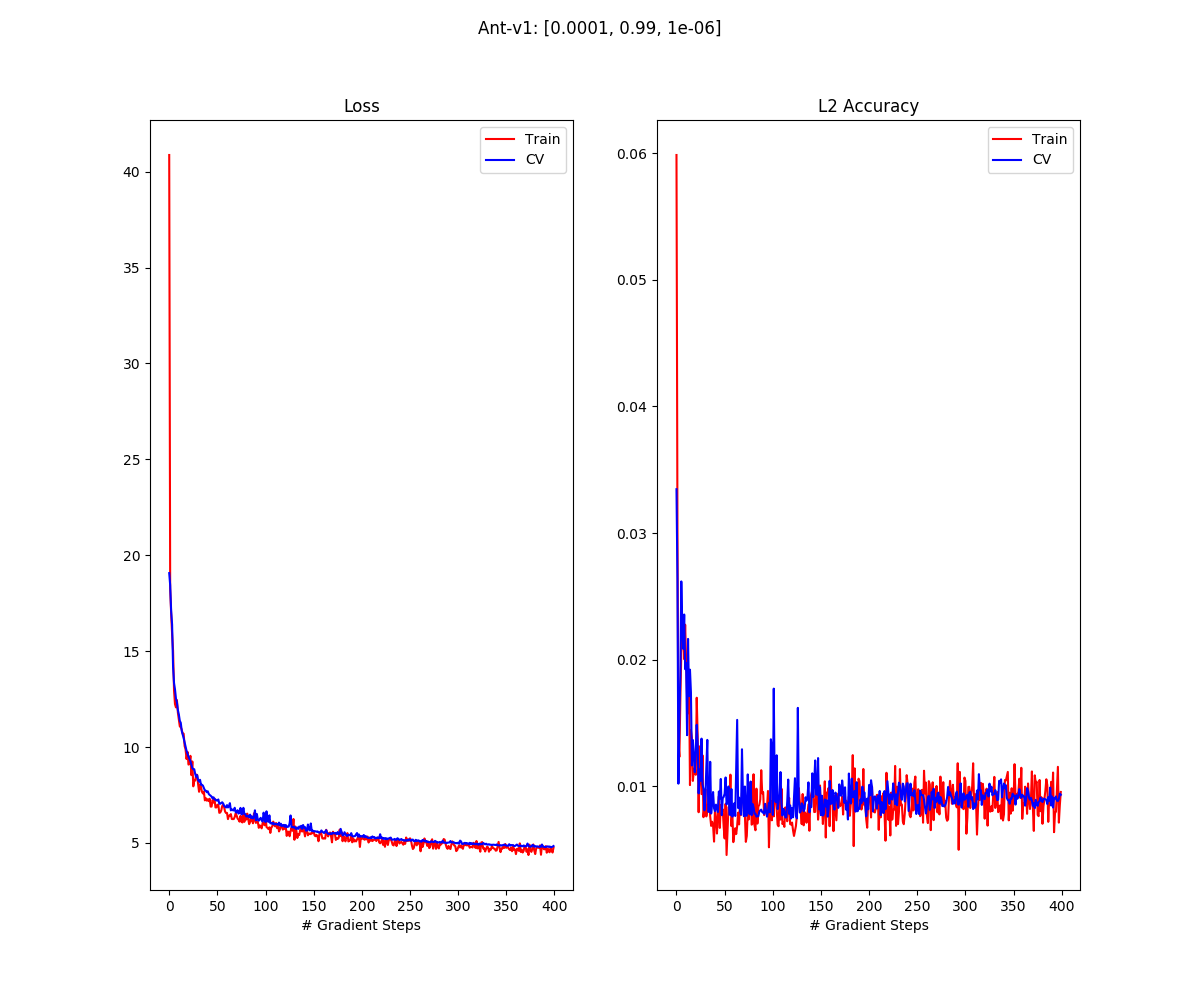 Ant-v1: [0.0001, 0.99, 1e-06]
Loss
Train
CV
40
35
30
25
20
15
10
5
0 50 100 150 200 250 300 350 400
# Gradient Steps
L2 Accuracy
Train
CV
0.06
0.05
0.04
0.03
0.02
0.01
0 50 100 150 200 250 300 350 400
# Gradient Steps